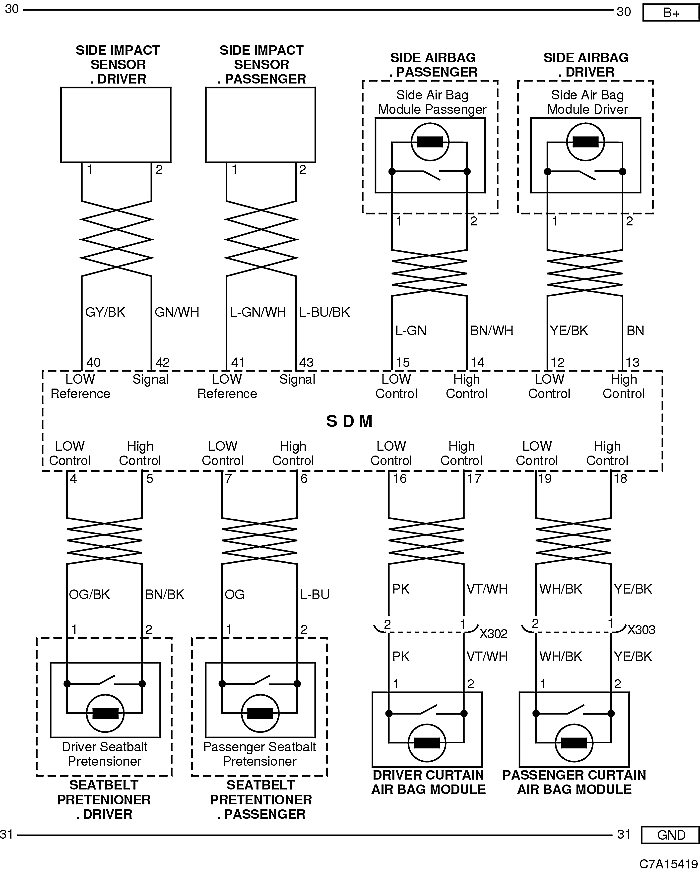 30
30 B+
SIDE IMPACT
SENSOR
. DRIVER
SIDE IMPACT
SENSOR
. PASSENGER
SIDE AIRBAG
. PASSENGER
SIDE AIRBAG
. DRIVER
Side Air Bag
Module Passenger
Side Air Bag
Module Driver
1 2 1 2
1 2 1 2
GY/BK GN/WH L-GN/WH L-BU/BK
L-GN BN/WH YE/BK BN
40 42 41 43 15 14 12 13
LOW
Reference
Signal
LOW
Reference
Signal
LOW
Control
High
Control
LOW
Control
High
Control
SDM
LOW
Control
High
Control
LOW
Control
High
Control
LOW
Control
High
Control
LOW
Control
High
Control
4 5 7 6 16 17 19 18
OG/BK BN/BK OG L-BU PK VT/WH WH/BK YE/BK
1 2 1 2
2 1 X302 2 1 X303
PK VT/WH WH/BK YE/BK
1 2 1 2
Driver Seatbalt
Pretensioner
Passenger Seatbalt
Pretensioner
SEATBELT
PRETENIONER
. DRIVER
SEATBELT
PRETENTIONER
. PASSENGER
DRIVER CURTAIN
AIR BAG MODULE
PASSENGER CURTAIN
AIR BAG MODULE
31
31 GND
C7A15419